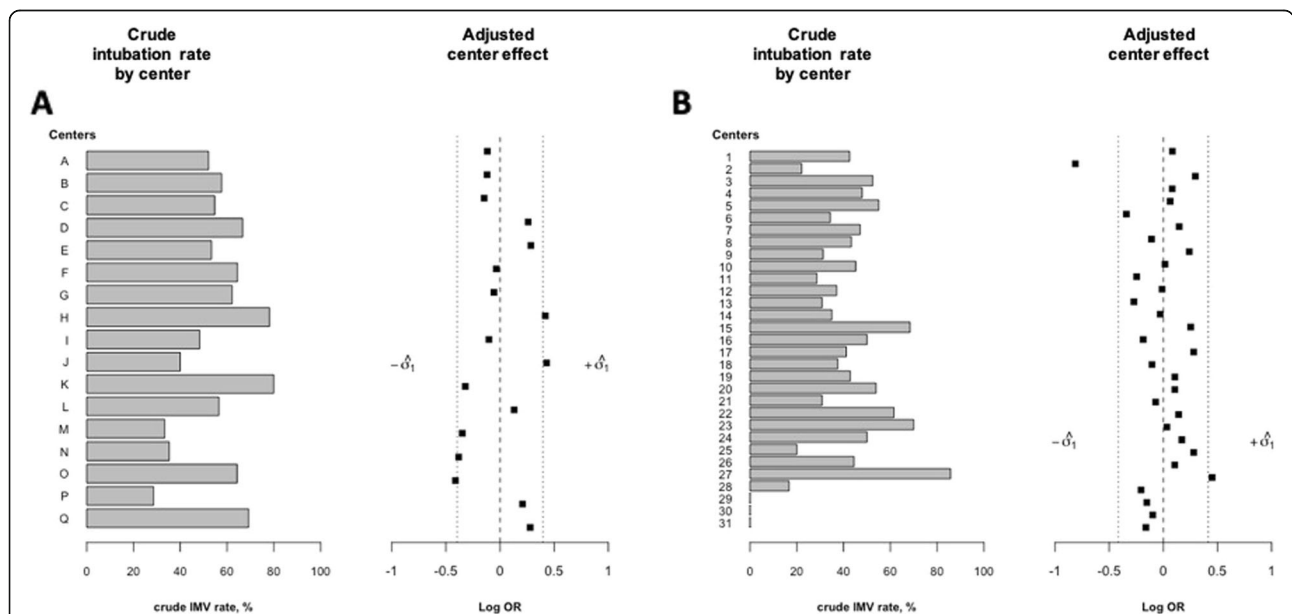 Crude
intubation rate
by center
Adjusted
center effect
Crude
intubation rate
by center
Adjusted
center effect
A
B
Centers
A
B
C
D
E
F
G
H
I
J
K
L
M
N
O
P
Q
0 20 40 60 80 100
crude IMV rate, %
−σ̂₁
+σ̂₁
-1 -0.5 0 0.5 1
Log OR
Centers
1
2
3
4
5
6
7
8
9
10
11
12
13
14
15
16
17
18
19
20
21
22
23
24
25
26
27
28
29
30
31
0 20 40 60 80 100
crude IMV rate, %
−σ̂₁
+σ̂₁
-1 -0.5 0 0.5 1
Log OR